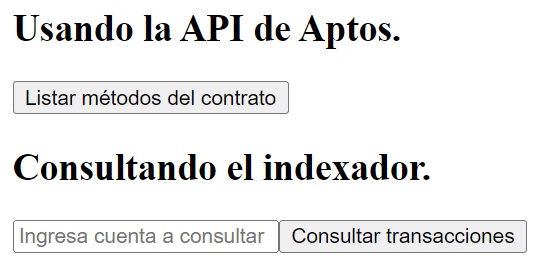 Usando la API de Aptos.
Listar métodos del contrato
Consultando el indexador.
Ingresa cuenta a consultar Consultar transacciones